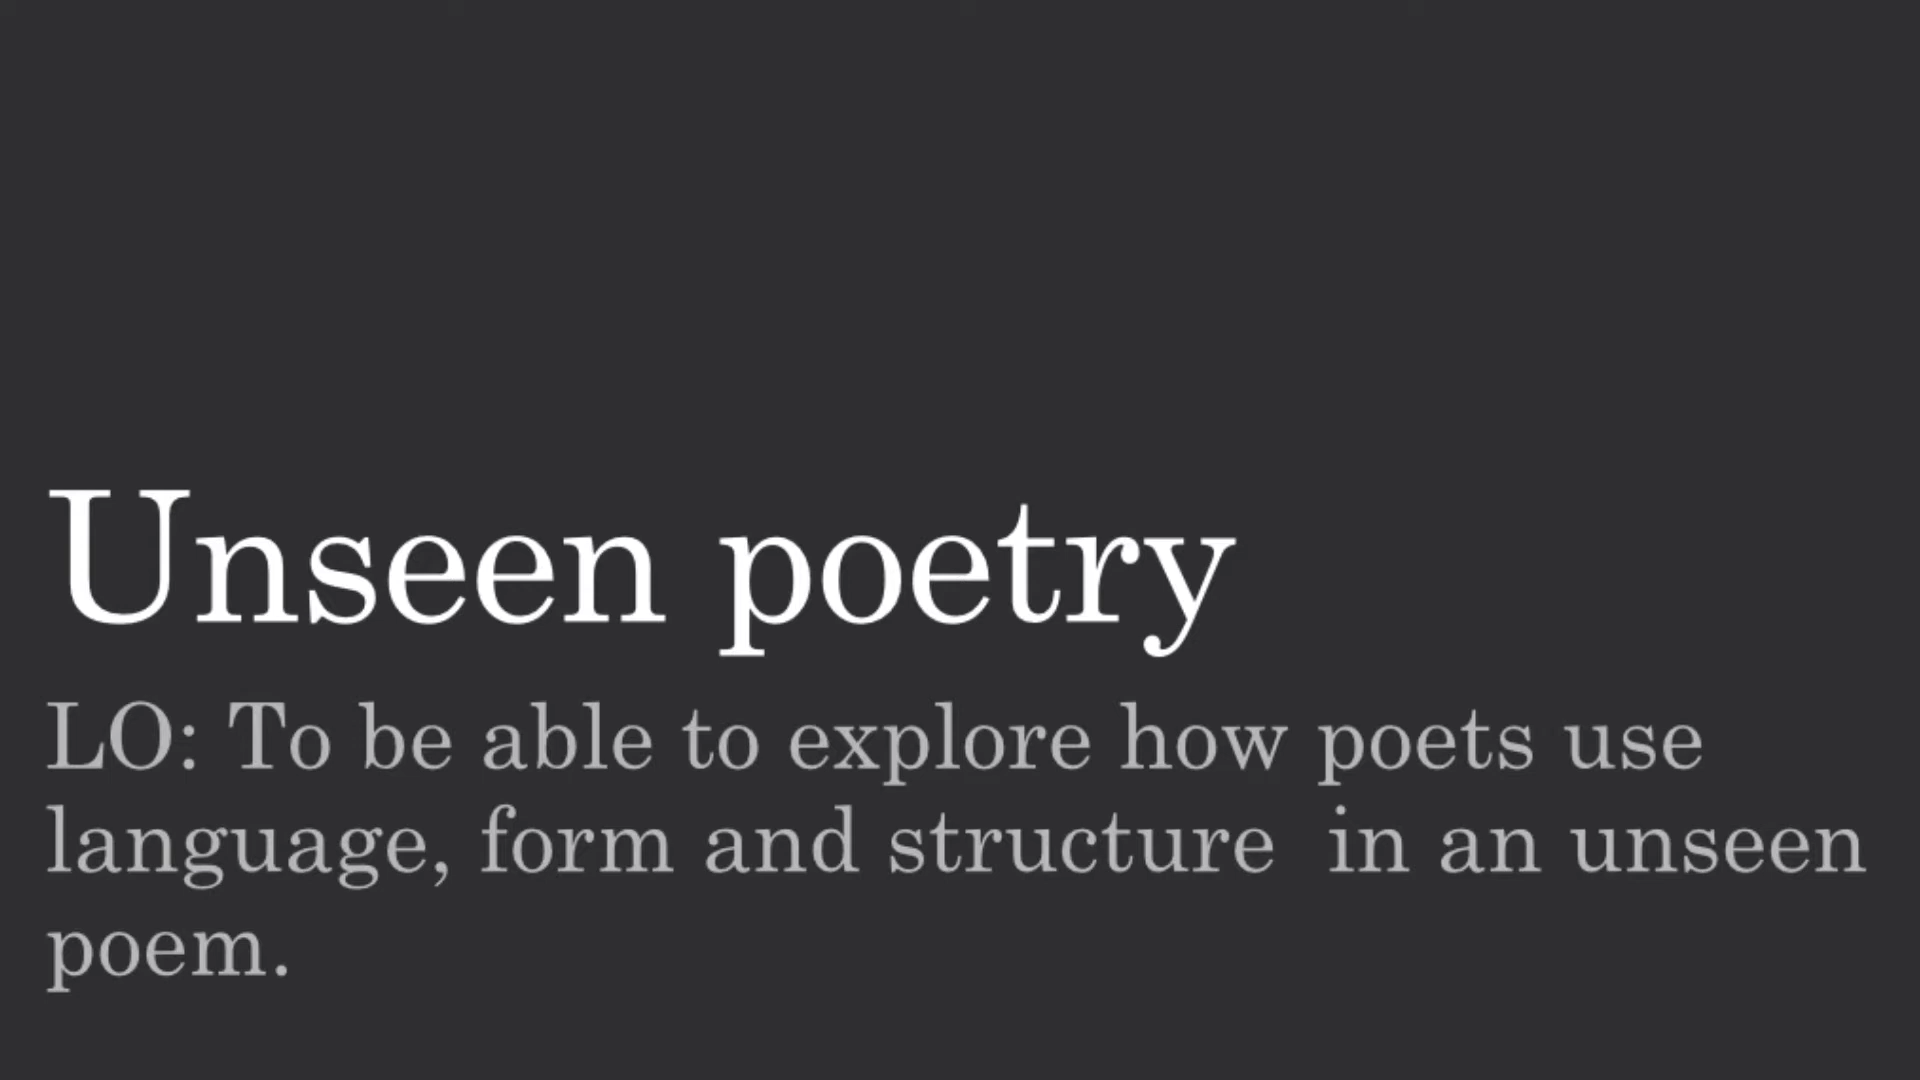 Unseen poetry
LO: To be able to explore how poets use
language, form and structure  in an unseen
poem.